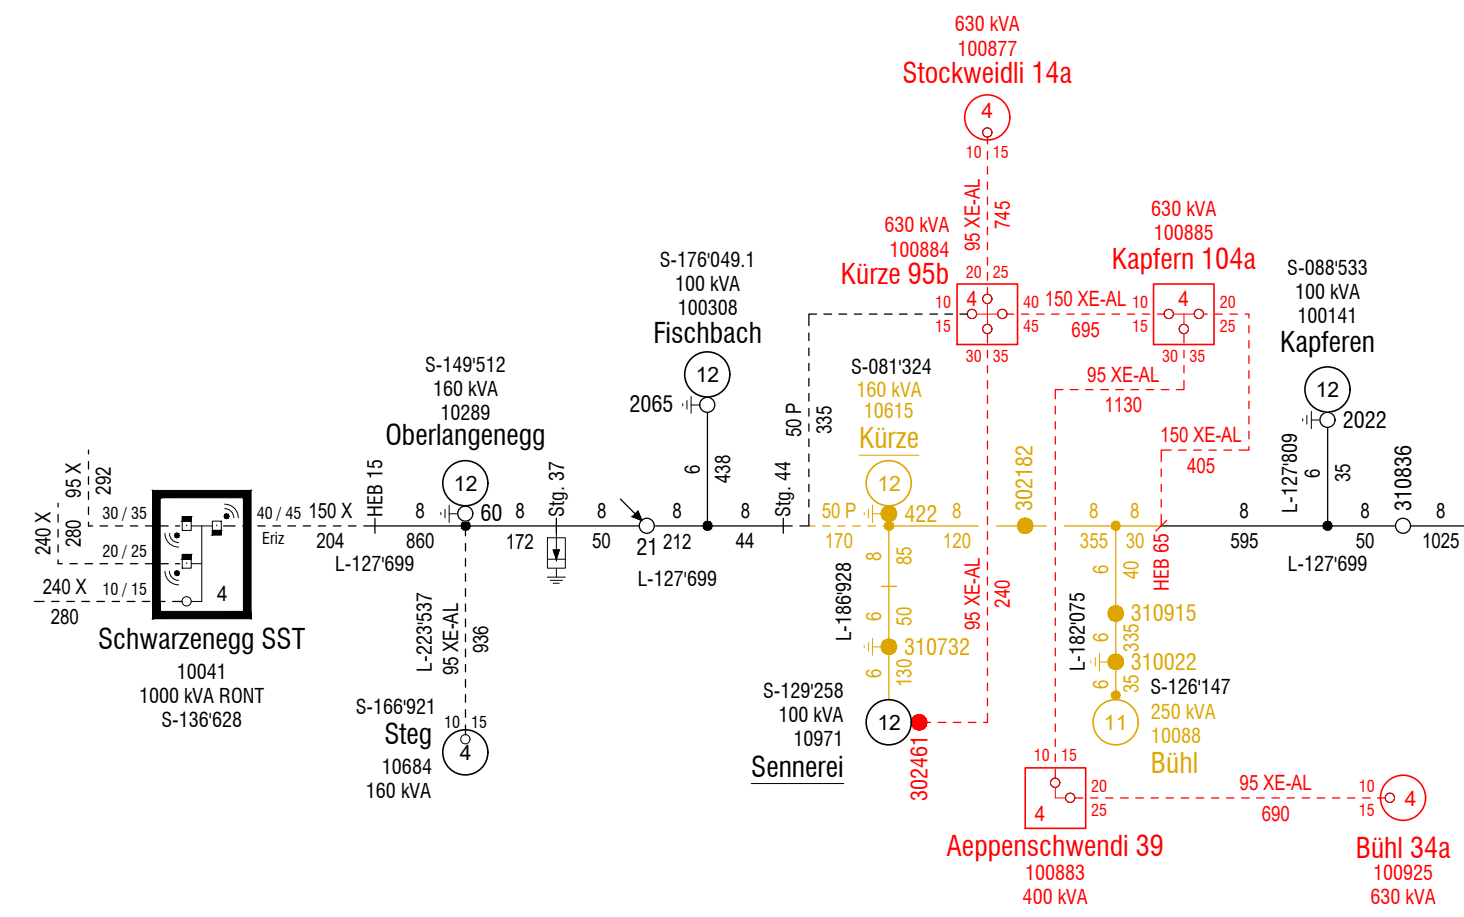 630 kVA
100877
Stockweidli 14a
4
10 15
95 XE-AL
745
630 kVA
100884
Kürze 95b
20 25
10
15
4
40
45
30 35
150 XE-AL
695
630 kVA
100885
Kapfern 104a
10
15
4
20
25
30 35
95 XE-AL
1130
150 XE-AL
405
S-088'533
100 kVA
100141
Kapferen
12
2022
L-127'809
6
35
310836
S-176'049.1
100 kVA
100308
Fischbach
12
2065
6
438
50 P
335
S-081'324
160 kVA
10615
Kürze
12
422
S-149'512
160 kVA
10289
Oberlangenegg
12
60
95 X
292
240 X
280
30 / 35
20 / 25
240 X
10 / 15
280
4
40 / 45
Eriz
150 X
204
HEB 15
8
860
L-127'699
8
172
Stg. 37
8
50
21
8
212
L-127'699
8
44
Stg. 44
50 P
170
8
120
302182
8
355
8
30
HEB 65
8
595
8
50
L-127'699
8
1025
Schwarzenegg SST
10041
1000 kVA RONT
S-136'628
L-223'537
95 XE-AL
936
S-166'921
10 15
Steg
4
10684
160 kVA
L-186'928
8
85
6
50
310732
6
130
S-129'258
100 kVA
10971
Sennerei
12
302461
95 XE-AL
240
L-182'075
6
40
310915
6
335
310022
6
35
S-126'147
250 kVA
10088
Bühl
11
10 15
20
25
4
Aeppenschwendi 39
100883
400 kVA
95 XE-AL
690
10
15
4
Bühl 34a
100925
630 kVA